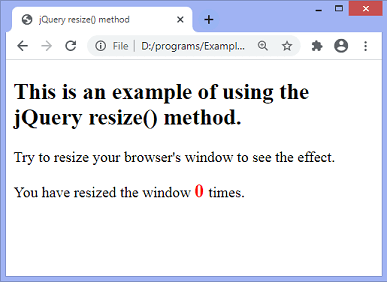 jQuery resize() method
File | D:/programs/Exampl...
This is an example of using the
jQuery resize() method.
Try to resize your browser's window to see the effect.
You have resized the window 0 times.